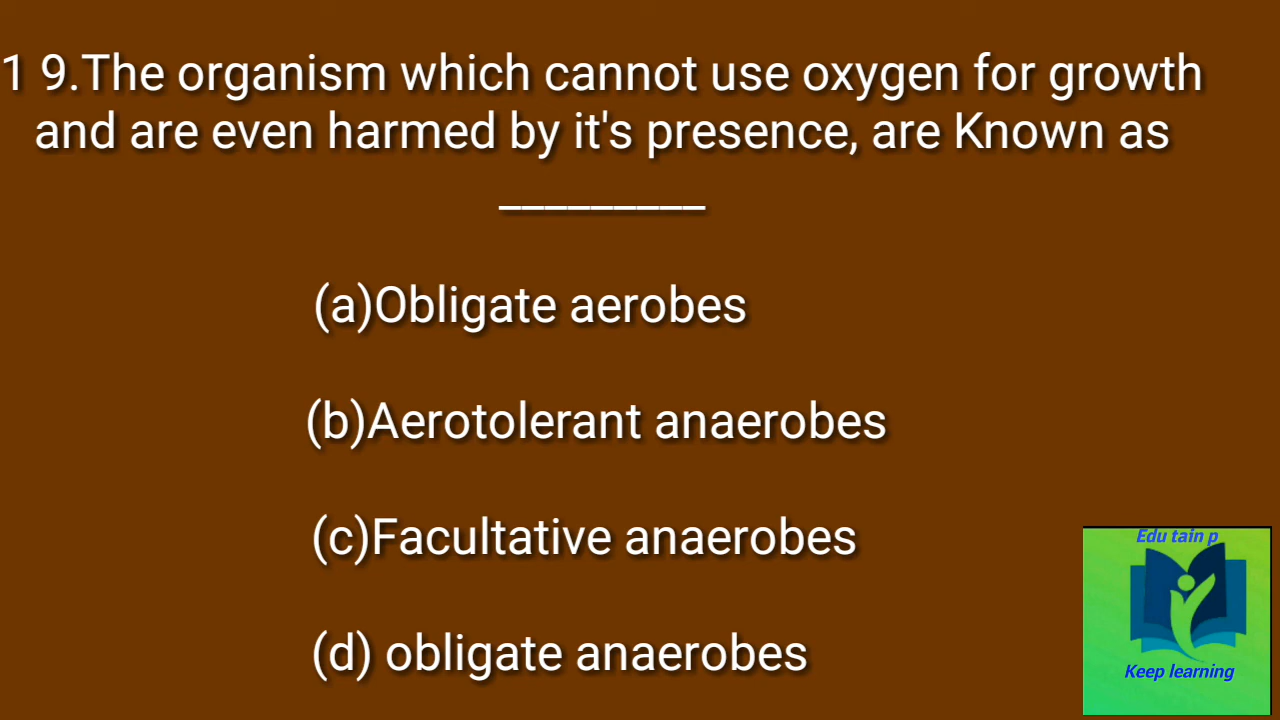 1 9.The organism which cannot use oxygen for growth
and are even harmed by it's presence, are Known as
_________
(a)Obligate aerobes
(b)Aerotolerant anaerobes
(c)Facultative anaerobes
(d) obligate anaerobes
Edu tain p
Keep learning